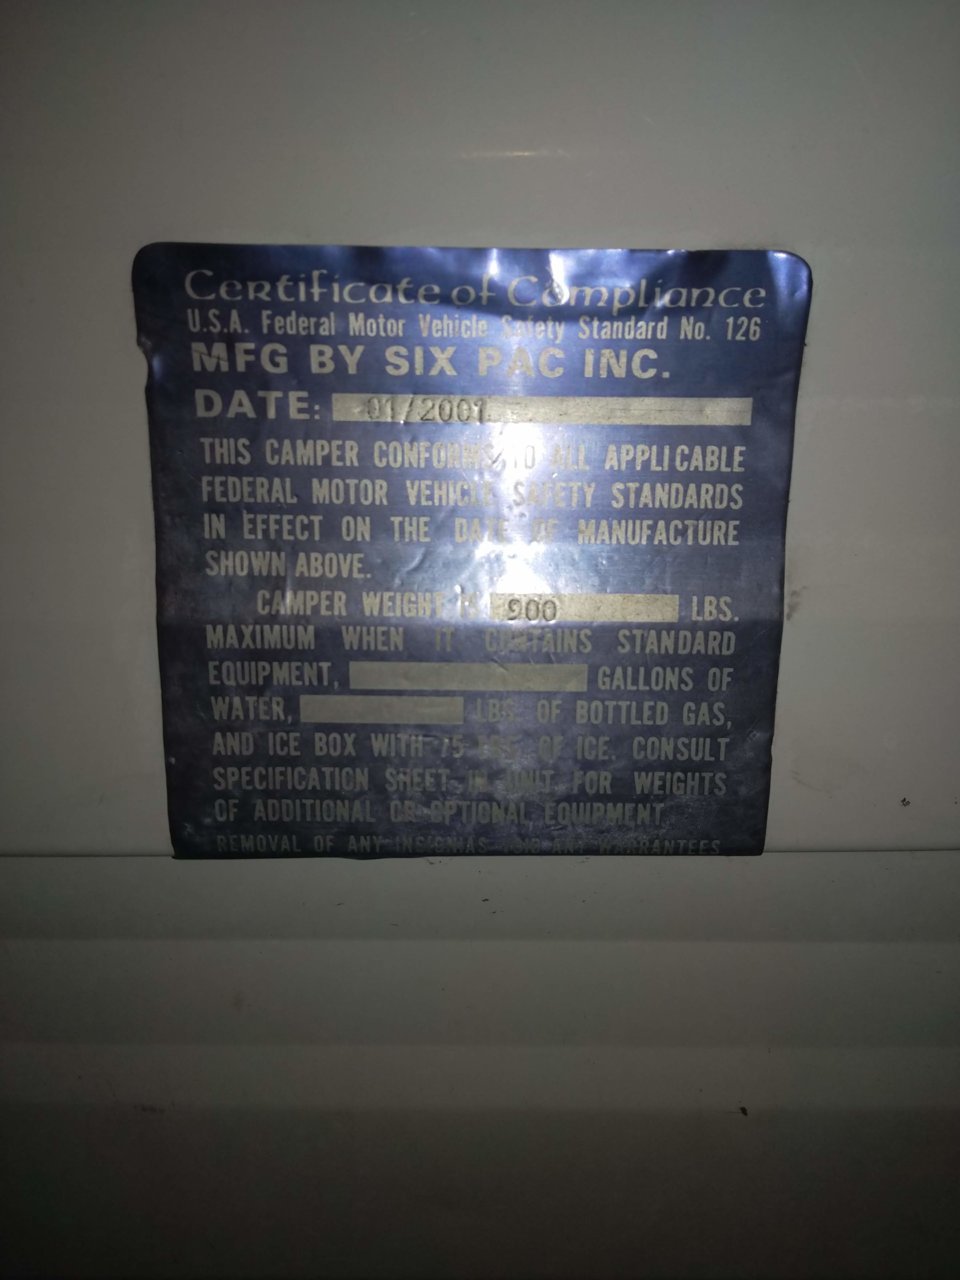 Certificate of Compliance
U.S.A. Federal Motor Vehicle Safety Standard No. 126
MFG BY SIX PAC INC.
DATE: 01/2001
THIS CAMPER CONFORMS TO ALL APPLICABLE
FEDERAL MOTOR VEHICLE SAFETY STANDARDS
IN EFFECT ON THE DATE OF MANUFACTURE
SHOWN ABOVE.
CAMPER WEIGHT IS 900 LBS.
MAXIMUM WHEN IT CONTAINS STANDARD
EQUIPMENT, GALLONS OF
WATER, LBS. OF BOTTLED GAS,
AND ICE BOX WITH 75 LBS. OF ICE. CONSULT
SPECIFICATION SHEET IN UNIT FOR WEIGHTS
OF ADDITIONAL OR OPTIONAL EQUIPMENT.
REMOVAL OF ANY INSIGNIAS VOID ANY WARRANTEES